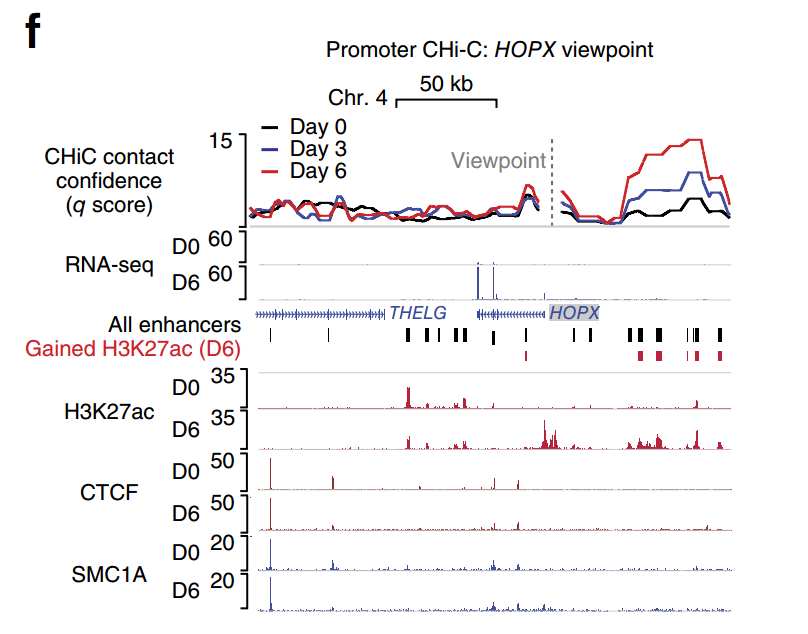 f
Promoter CHi-C: HOPX viewpoint
50 kb
Chr. 4
CHiC contact
confidence
(q score)
15
Day 0
Day 3
Day 6
Viewpoint
RNA-seq
D0 60
D6 60
THELG
HOPX
All enhancers
Gained H3K27ac (D6)
H3K27ac
D0 35
D6 35
CTCF
D0 50
D6 50
SMC1A
D0 20
D6 20